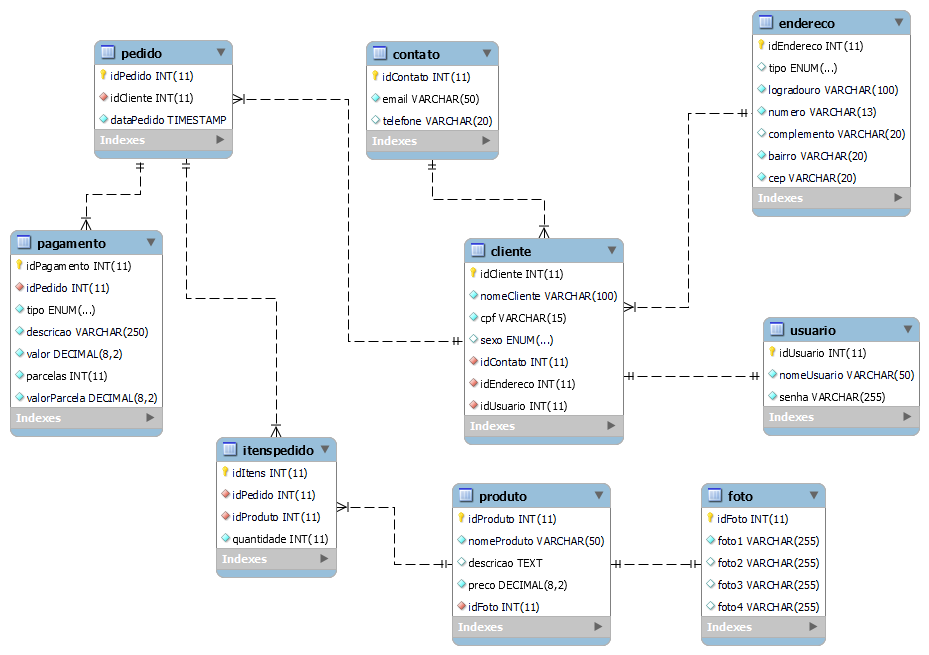 pedido
idPedido INT(11)
idCliente INT(11)
dataPedido TIMESTAMP
Indexes
contato
idContato INT(11)
email VARCHAR(50)
telefone VARCHAR(20)
Indexes
endereco
idEndereco INT(11)
tipo ENUM(...)
logradouro VARCHAR(100)
numero VARCHAR(13)
complemento VARCHAR(20)
bairro VARCHAR(20)
cep VARCHAR(20)
Indexes
pagamento
idPagamento INT(11)
idPedido INT(11)
tipo ENUM(...)
descricao VARCHAR(250)
valor DECIMAL(8,2)
parcelas INT(11)
valorParcela DECIMAL(8,2)
Indexes
cliente
idCliente INT(11)
nomeCliente VARCHAR(100)
cpf VARCHAR(15)
sexo ENUM(...)
idContato INT(11)
idEndereco INT(11)
idUsuario INT(11)
Indexes
usuario
idUsuario INT(11)
nomeUsuario VARCHAR(50)
senha VARCHAR(255)
Indexes
itenspedido
idItens INT(11)
idPedido INT(11)
idProduto INT(11)
quantidade INT(11)
Indexes
produto
idProduto INT(11)
nomeProduto VARCHAR(50)
descricao TEXT
preco DECIMAL(8,2)
idFoto INT(11)
Indexes
foto
idFoto INT(11)
foto1 VARCHAR(255)
foto2 VARCHAR(255)
foto3 VARCHAR(255)
foto4 VARCHAR(255)
Indexes